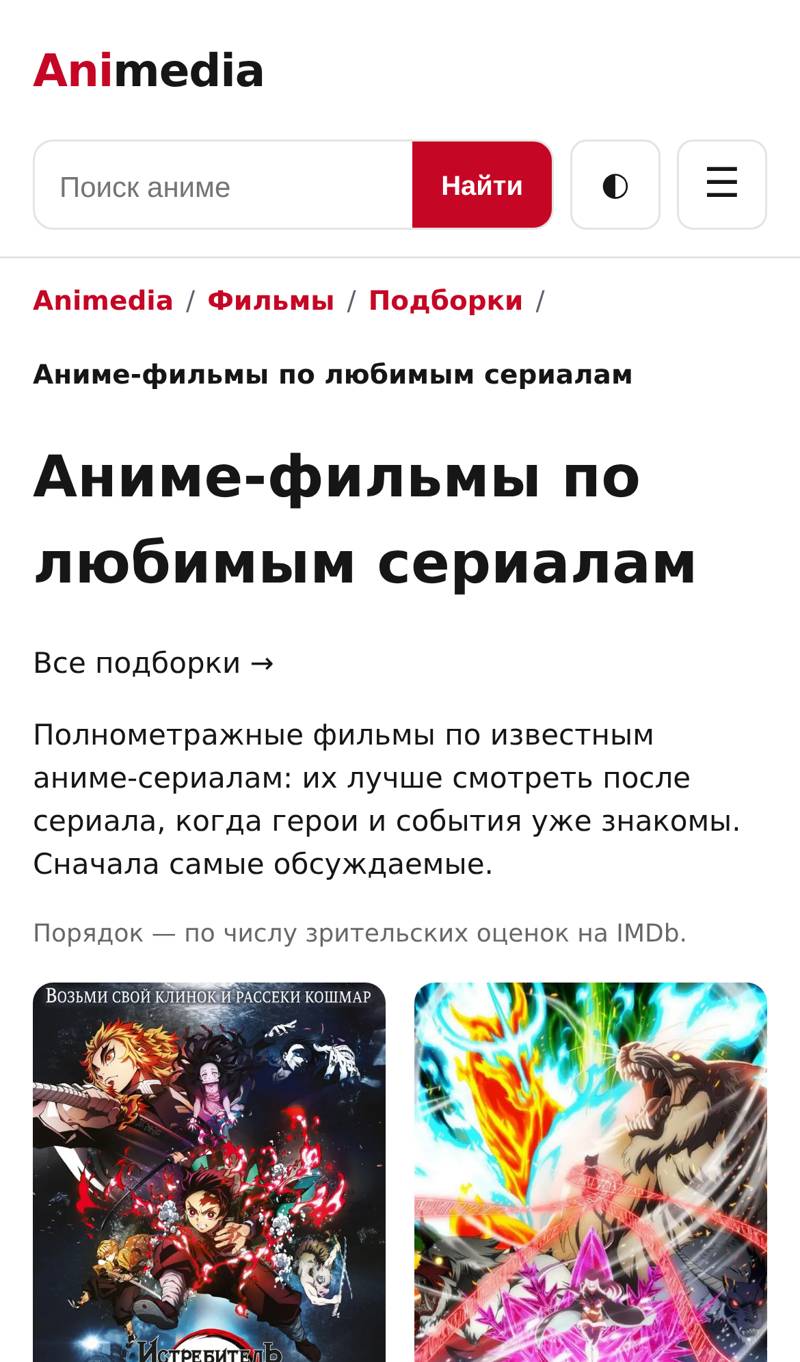 Animedia
Поиск аниме
Найти
Animedia / Фильмы / Подборки /
Аниме-фильмы по любимым сериалам
Аниме-фильмы по
любимым сериалам
Все подборки →
Полнометражные фильмы по известным
аниме-сериалам: их лучше смотреть после
сериала, когда герои и события уже знакомы.
Сначала самые обсуждаемые.
Порядок — по числу зрительских оценок на IMDb.
Возьми свой клинок и рассеки кошмар
Истребитель